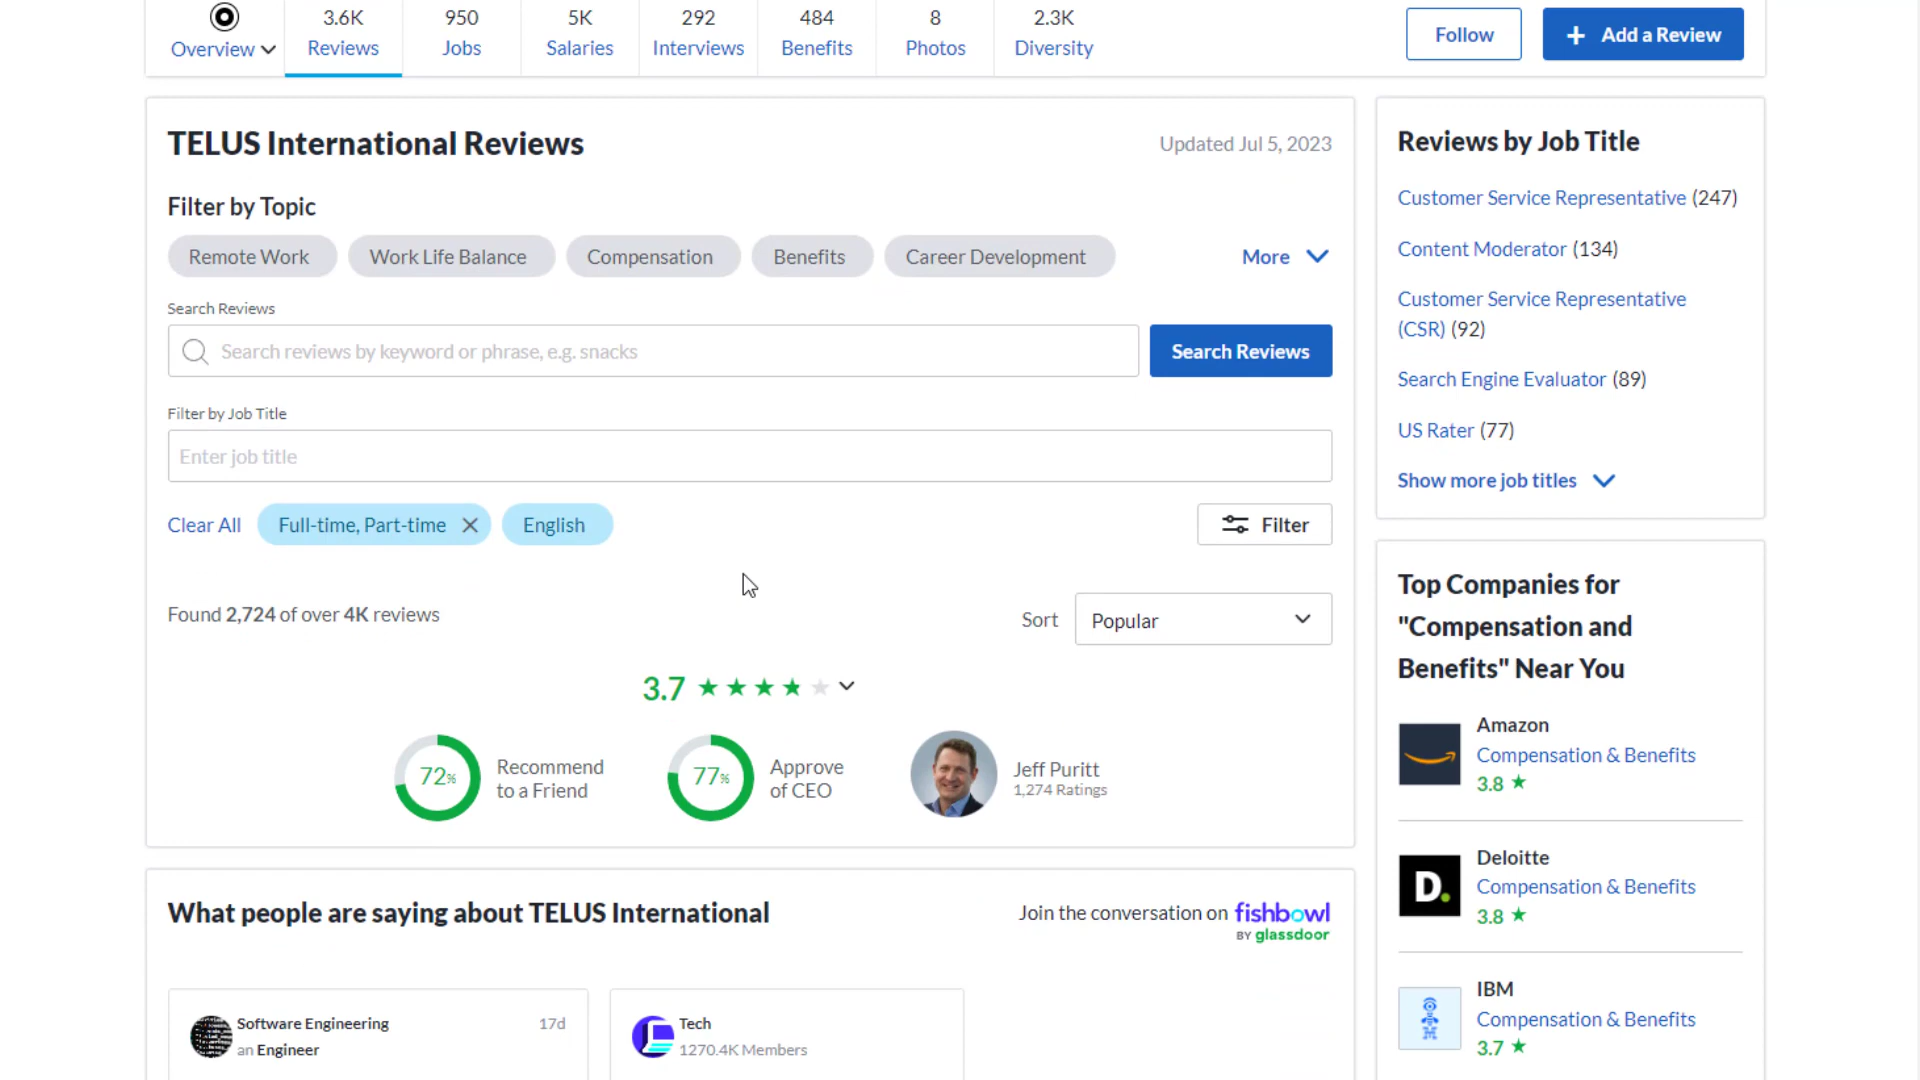 3.6K 950 5K 292 484 8 2.3K
Overview Reviews Jobs Salaries Interviews Benefits Photos Diversity
Follow
+ Add a Review
TELUS International Reviews
Updated Jul 5, 2023
Filter by Topic
Remote Work Work Life Balance Compensation Benefits Career Development More
Search Reviews
Search reviews by keyword or phrase, e.g. snacks
Search Reviews
Filter by Job Title
Enter job title
Clear All Full-time, Part-time English Filter
Found 2,724 of over 4K reviews
Sort Popular
3.7
72%
Recommend
to a Friend
77%
Approve
of CEO
Jeff Puritt
1,274 Ratings
What people are saying about TELUS International
Join the conversation on fishbowl
BY glassdoor
Software Engineering 17d
an Engineer
Tech
1270.4K Members
Reviews by Job Title
Customer Service Representative (247)
Content Moderator (134)
Customer Service Representative
(CSR) (92)
Search Engine Evaluator (89)
US Rater (77)
Show more job titles
Top Companies for
"Compensation and
Benefits" Near You
Amazon
Compensation & Benefits
3.8 ★
D.
Deloitte
Compensation & Benefits
3.8 ★
IBM
Compensation & Benefits
3.7 ★